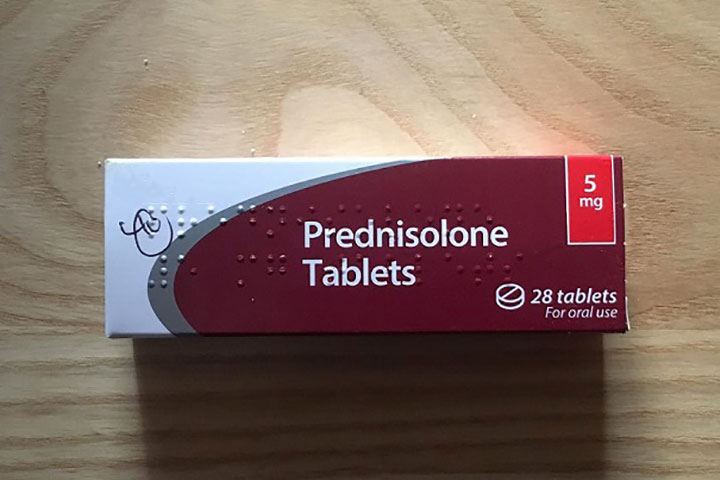 Prednisolone
Tablets
5
mg
28 tablets
For oral use